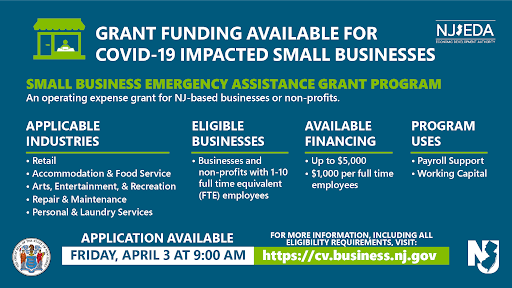 GRANT FUNDING AVAILABLE FOR
COVID-19 IMPACTED SMALL BUSINESSES
NJEDA
ECONOMIC DEVELOPMENT AUTHORITY
SMALL BUSINESS EMERGENCY ASSISTANCE GRANT PROGRAM
An operating expense grant for NJ-based businesses or non-profits.
APPLICABLE
INDUSTRIES
• Retail
• Accommodation & Food Service
• Arts, Entertainment, & Recreation
• Repair & Maintenance
• Personal & Laundry Services
ELIGIBLE
BUSINESSES
• Businesses and
non-profits with 1-10
full time equivalent
(FTE) employees
AVAILABLE
FINANCING
• Up to $5,000
• $1,000 per full time
employees
PROGRAM
USES
• Payroll Support
• Working Capital
APPLICATION AVAILABLE
FRIDAY, APRIL 3 AT 9:00 AM
FOR MORE INFORMATION, INCLUDING ALL
ELIGIBILITY REQUIREMENTS, VISIT:
https://cv.business.nj.gov
NJ